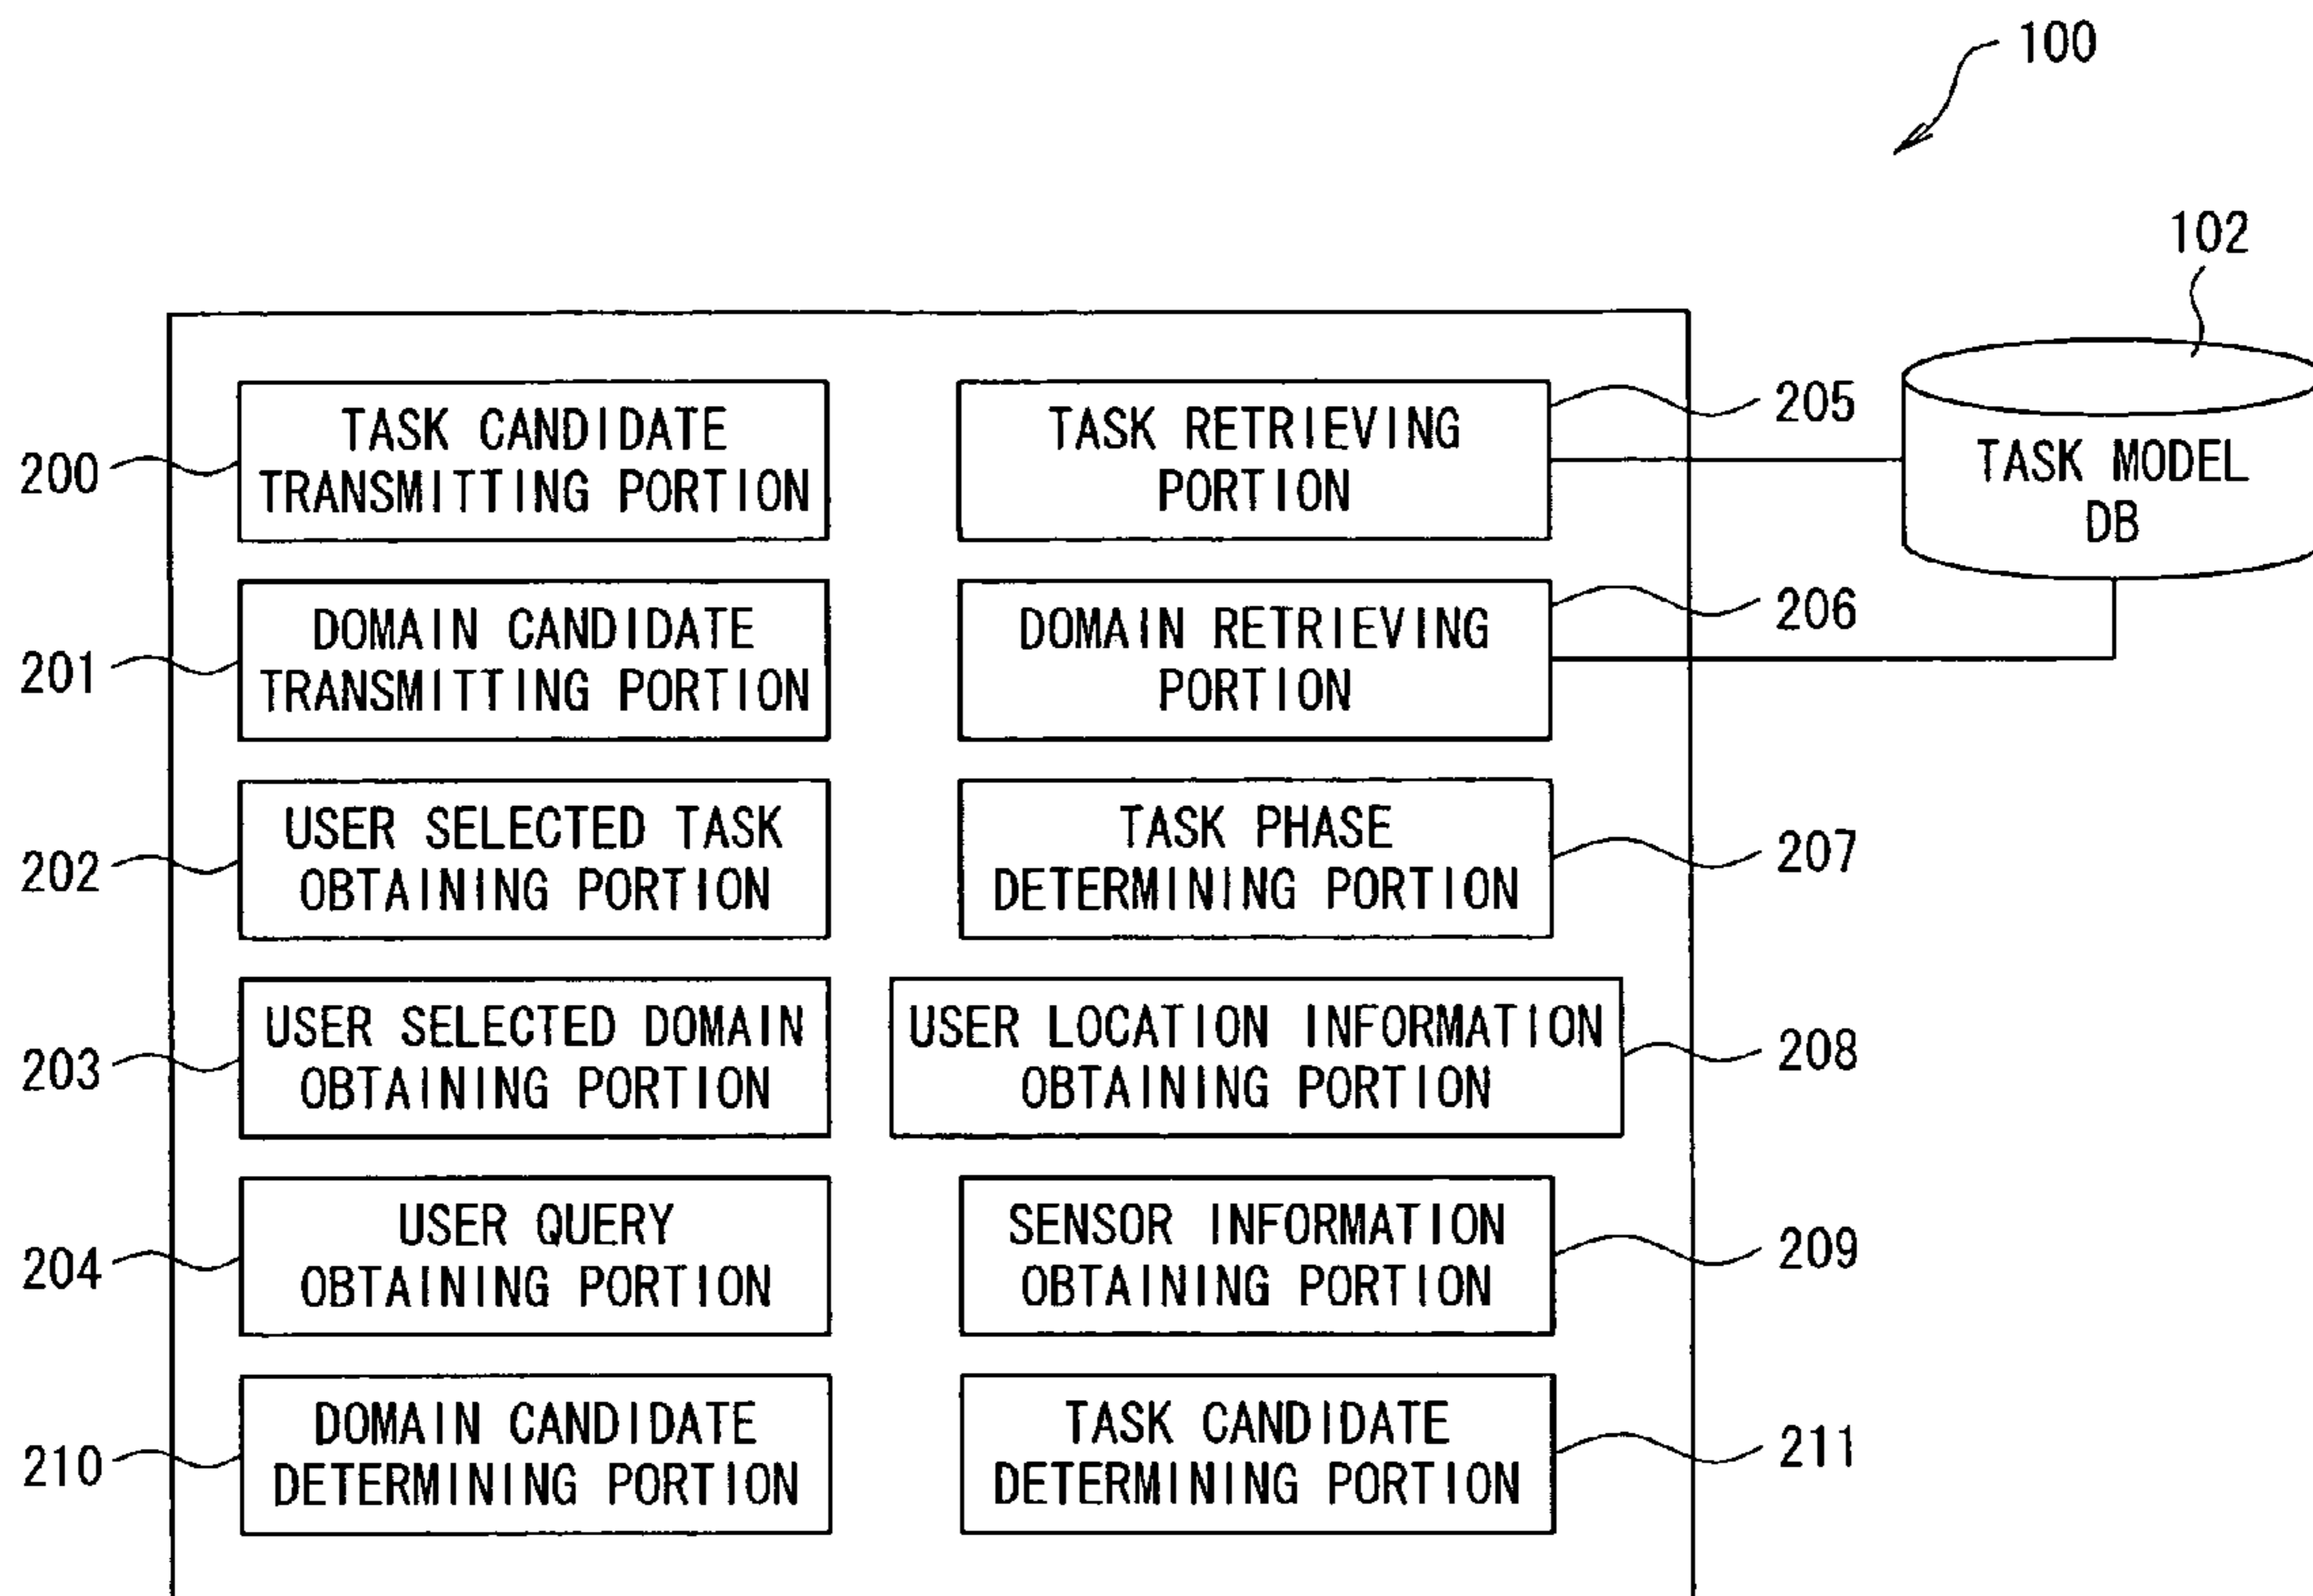 100
102
TASK CANDIDATE
TRANSMITTING PORTION
200
TASK RETRIEVING
PORTION
205
TASK MODEL
DB
DOMAIN CANDIDATE
TRANSMITTING PORTION
201
DOMAIN RETRIEVING
PORTION
206
USER SELECTED TASK
OBTAINING PORTION
202
TASK PHASE
DETERMINING PORTION
207
USER SELECTED DOMAIN
OBTAINING PORTION
203
USER LOCATION INFORMATION
OBTAINING PORTION
208
USER QUERY
OBTAINING PORTION
204
SENSOR INFORMATION
OBTAINING PORTION
209
DOMAIN CANDIDATE
DETERMINING PORTION
210
TASK CANDIDATE
DETERMINING PORTION
211